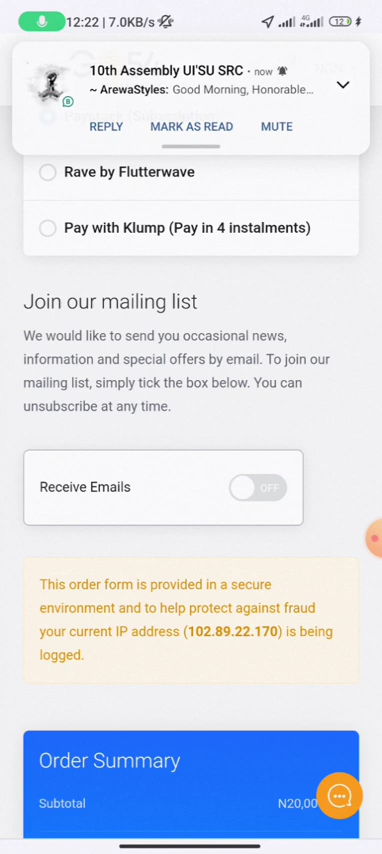 12:22 | 7.0KB/s
4G
12
10th Assembly UI'SU SRC · now
~ ArewaStyles: Good Morning, Honorable...
REPLY MARK AS READ MUTE
Rave by Flutterwave
Pay with Klump (Pay in 4 instalments)
Join our mailing list
We would like to send you occasional news,
information and special offers by email. To join our
mailing list, simply tick the box below. You can
unsubscribe at any time.
Receive Emails
OFF
This order form is provided in a secure
environment and to help protect against fraud
your current IP address (102.89.22.170) is being
logged.
Order Summary
Subtotal N20,00